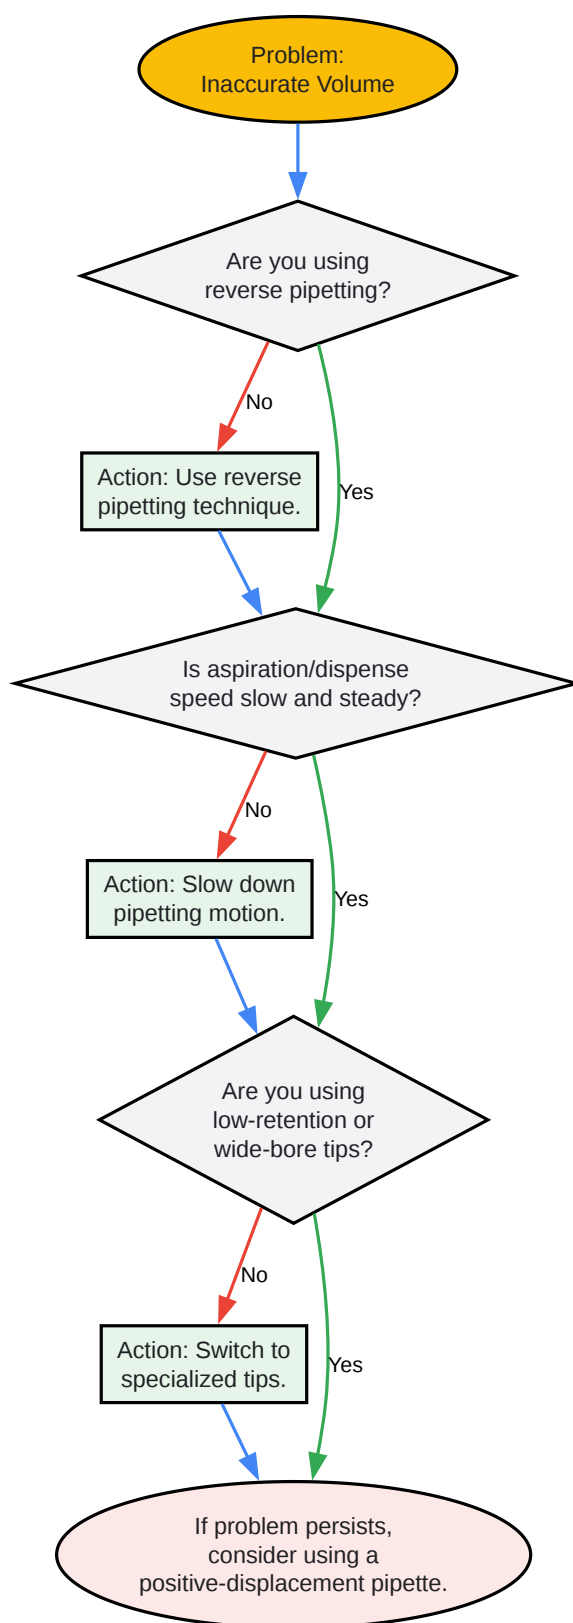 Problem:
Inaccurate Volume
Are you using
reverse pipetting?
No
Action: Use reverse
pipetting technique.
Yes
Is aspiration/dispense
speed slow and steady?
No
Action: Slow down
pipetting motion.
Yes
Are you using
low-retention or
wide-bore tips?
No
Action: Switch to
specialized tips.
Yes
If problem persists,
consider using a
positive-displacement pipette.